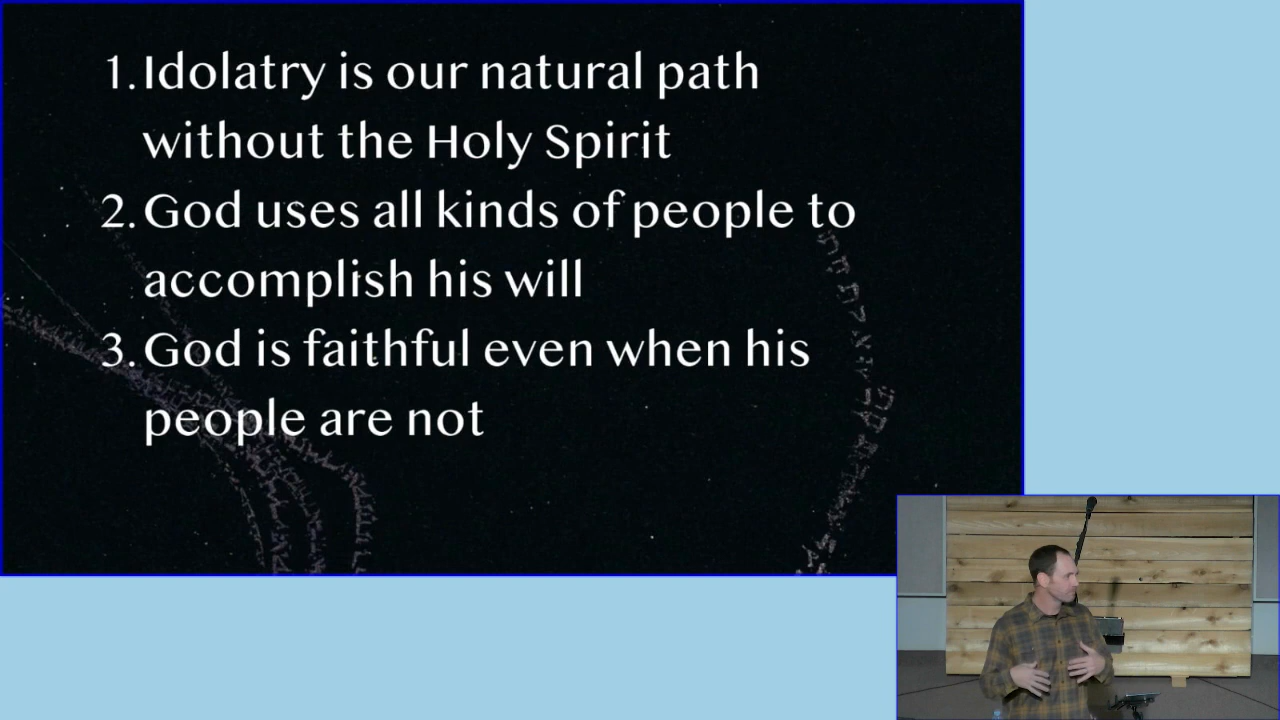 1. Idolatry is our natural path
without the Holy Spirit
2. God uses all kinds of people to
accomplish his will
3. God is faithful even when his
people are not